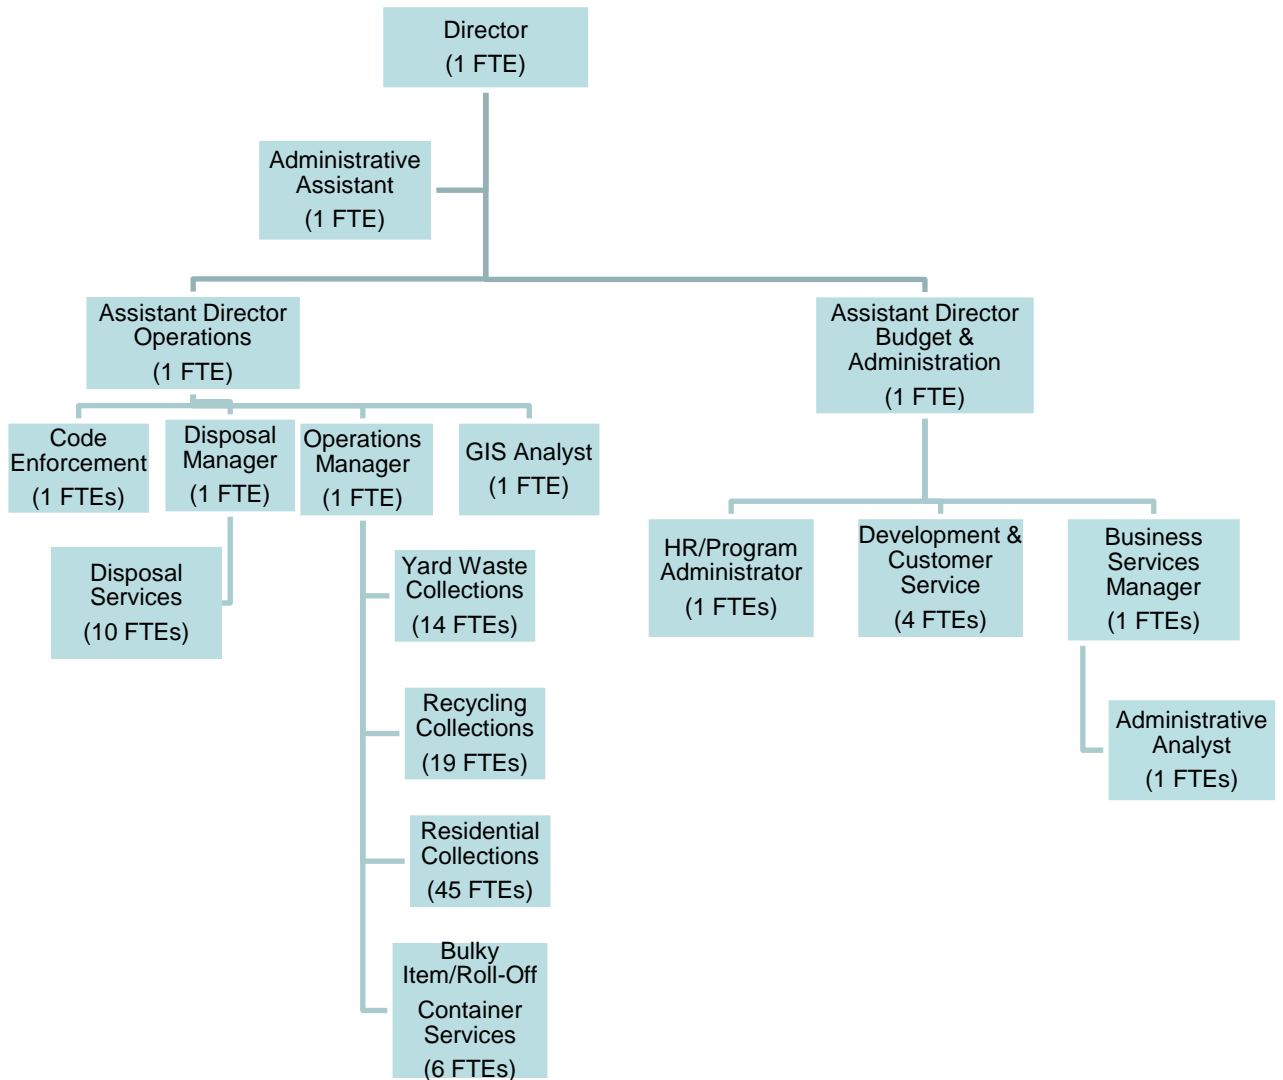 Director
(1 FTE)
Administrative
Assistant
(1 FTE)
Assistant Director
Operations
(1 FTE)
Assistant Director
Budget &
Administration
(1 FTE)
Code
Enforcement
(1 FTEs)
Disposal
Manager
(1 FTE)
Operations
Manager
(1 FTE)
GIS Analyst
(1 FTE)
Disposal
Services
(10 FTEs)
Yard Waste
Collections
(14 FTEs)
Recycling
Collections
(19 FTEs)
Residential
Collections
(45 FTEs)
Bulky
Item/Roll-Off
Container
Services
(6 FTEs)
HR/Program
Administrator
(1 FTEs)
Development &
Customer
Service
(4 FTEs)
Business
Services
Manager
(1 FTEs)
Administrative
Analyst
(1 FTEs)